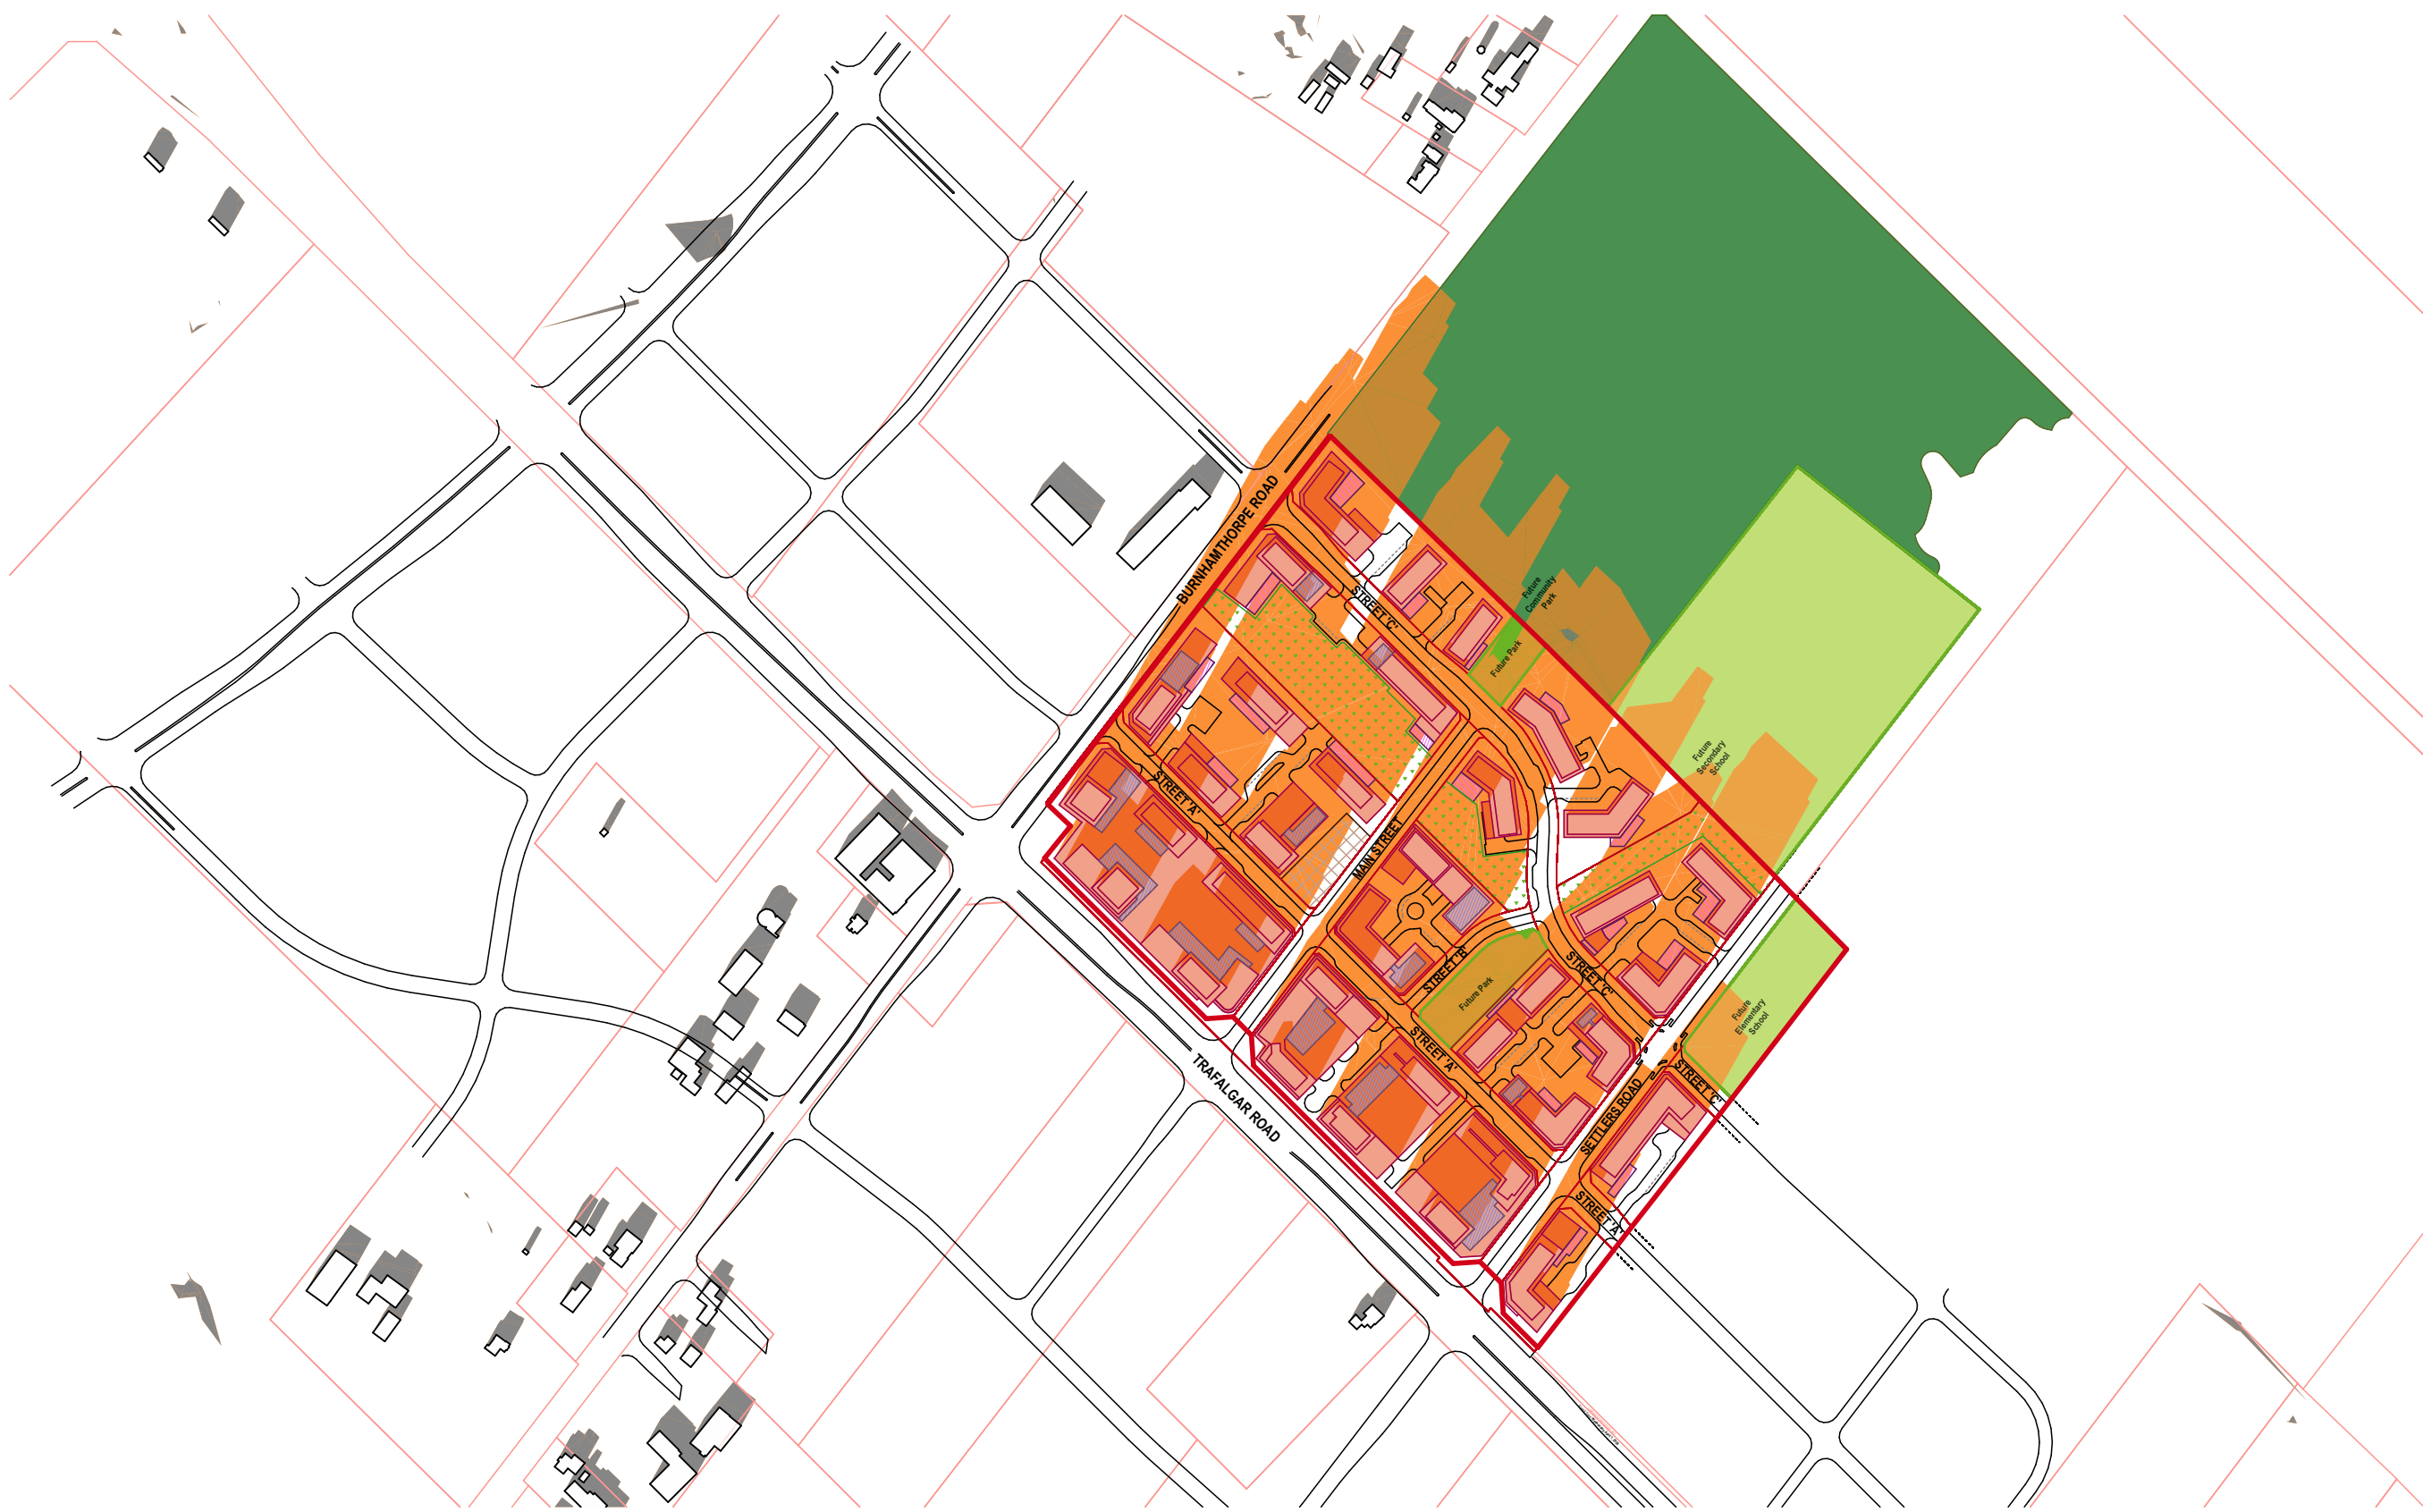 BURNHAMTHORPE ROAD
STREET 'C'
Future
Community
Park
Future Park
Future
Secondary
School
STREET 'A'
MAIN STREET
STREET 'B'
Future Park
STREET 'C'
Future
Elementary
School
STREET 'A'
STREET 'C'
SETTLERS ROAD
TRAFALGAR ROAD
STREET 'A'